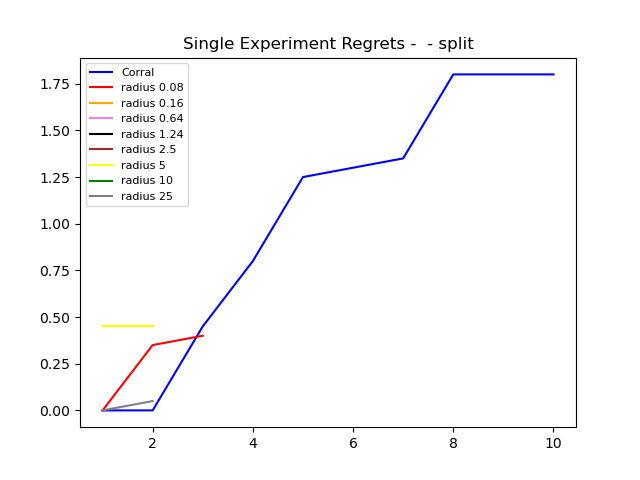 Single Experiment Regrets -  - split
Corral
radius 0.08
radius 0.16
radius 0.64
radius 1.24
radius 2.5
radius 5
radius 10
radius 25
1.75
1.50
1.25
1.00
0.75
0.50
0.25
0.00
2 4 6 8 10